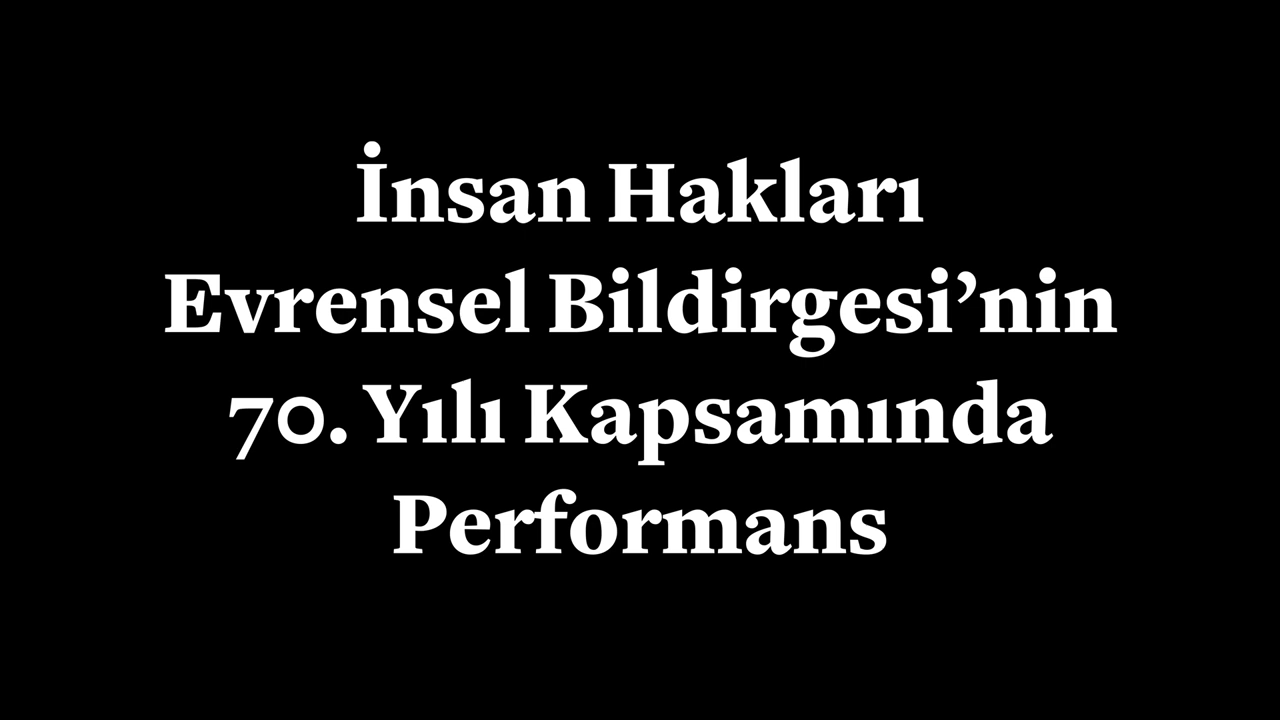 İnsan Hakları
Evrensel Bildirgesi’nin
70. Yılı Kapsamında
Performans